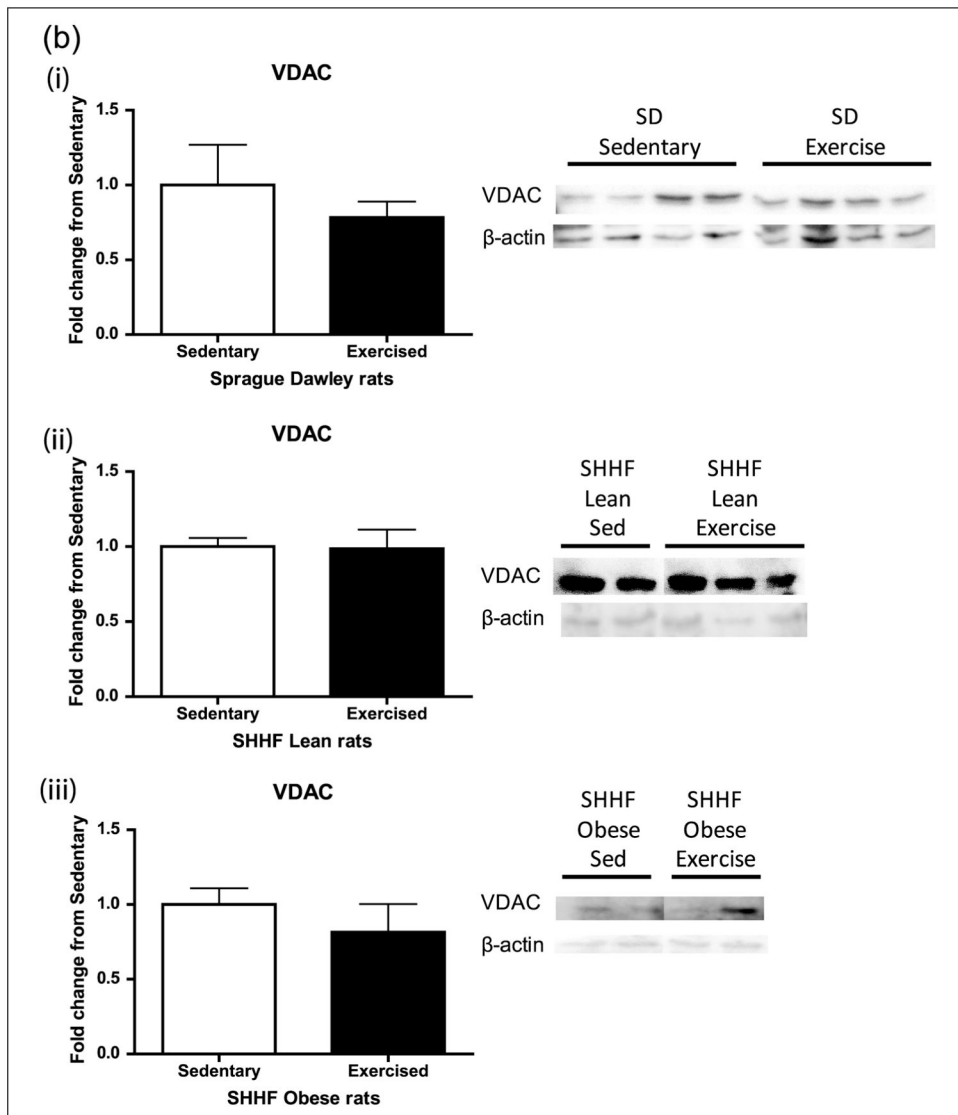 (b)
(i)
VDAC
Fold change from Sedentary
1.5
1.0
0.5
0.0
Sedentary Exercised
Sprague Dawley rats
SD SD
Sedentary Exercise
VDAC
β-actin
(ii)
VDAC
Fold change from Sedentary
1.5
1.0
0.5
0.0
Sedentary Exercised
SHHF Lean rats
SHHF SHHF
Lean Lean
Sed Exercise
VDAC
β-actin
(iii)
VDAC
Fold change from Sedentary
1.5
1.0
0.5
0.0
Sedentary Exercised
SHHF Obese rats
SHHF SHHF
Obese Obese
Sed Exercise
VDAC
β-actin